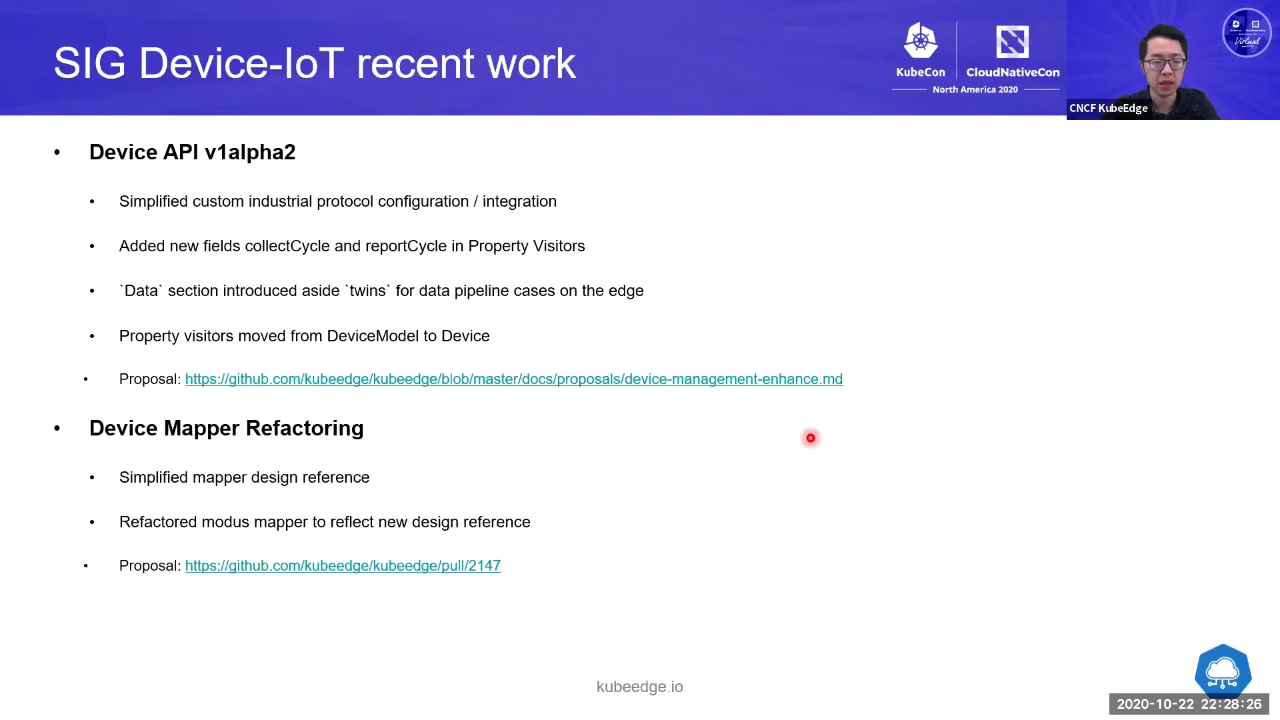 SIG Device-IoT recent work
KubeCon
CloudNativeCon
North America 2020
Virtual
CNCF KubeEdge
• Device API v1alpha2
• Simplified custom industrial protocol configuration / integration
• Added new fields collectCycle and reportCycle in Property Visitors
• `Data` section introduced aside `twins` for data pipeline cases on the edge
• Property visitors moved from DeviceModel to Device
• Proposal: https://github.com/kubeedge/kubeedge/blob/master/docs/proposals/device-management-enhance.md
• Device Mapper Refactoring
• Simplified mapper design reference
• Refactored modus mapper to reflect new design reference
• Proposal: https://github.com/kubeedge/kubeedge/pull/2147
kubeedge.io
2020-10-22 22:28:26